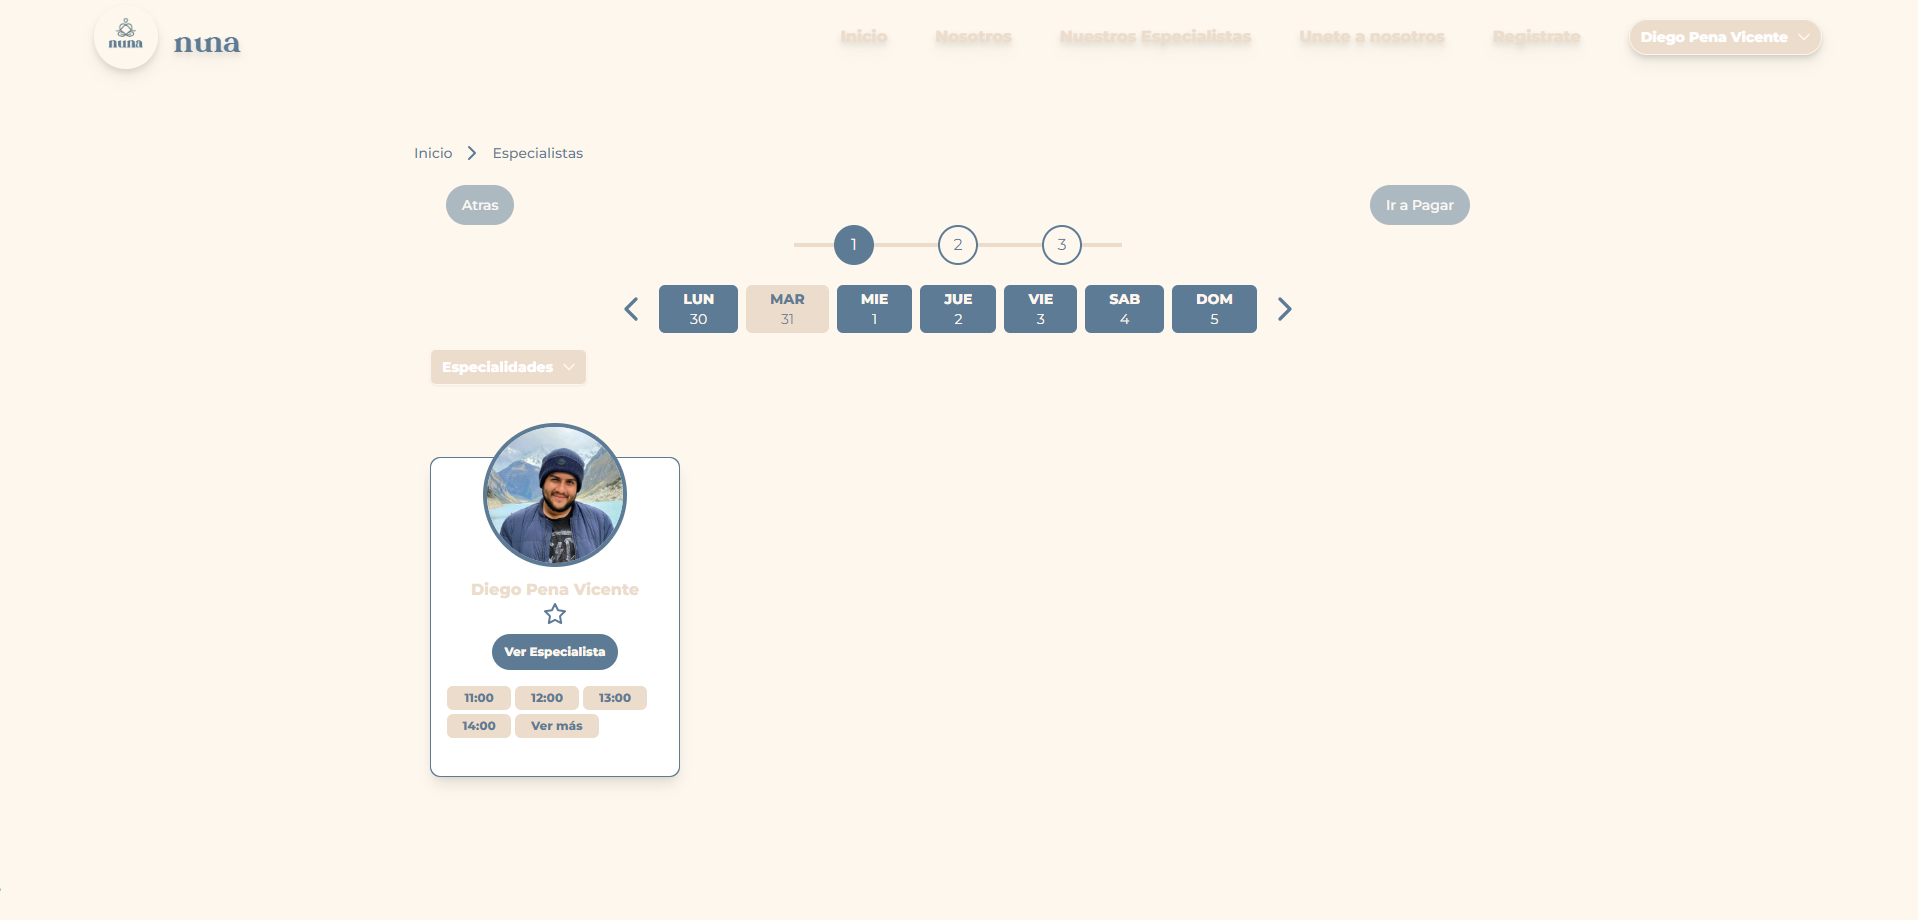 nuna
nuna
Inicio
Nosotros
Nuestros Especialistas
Unete a nosotros
Registrate
Diego Pena Vicente
Inicio
Especialistas
Atras
Ir a Pagar
1
2
3
LUN
30
MAR
31
MIE
1
JUE
2
VIE
3
SAB
4
DOM
5
Especialidades
Diego Pena Vicente
Ver Especialista
11:00
12:00
13:00
14:00
Ver más